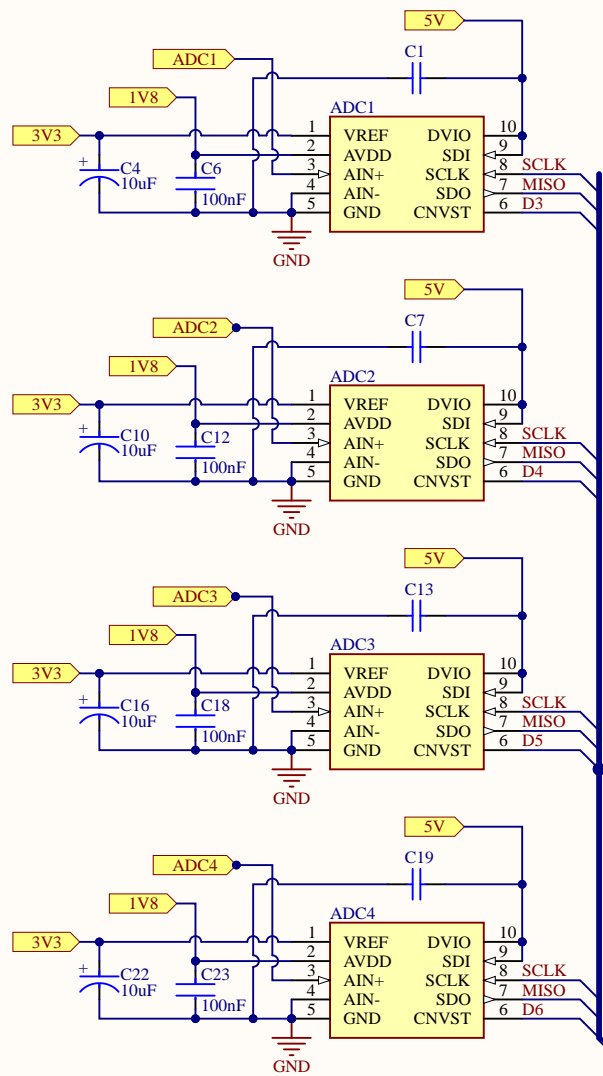 5V
ADC1
C1
1V8
ADC1
3V3
1 VREF DVIO 10
2 AVDD SDI 9
+ C4 C6 3 AIN+ SCLK 8 SCLK
10uF 4 AIN- SDO 7 MISO
100nF 5 GND CNVST 6 D3
GND
5V
ADC2
C7
1V8
ADC2
3V3
1 VREF DVIO 10
2 AVDD SDI 9
+ C10 C12 3 AIN+ SCLK 8 SCLK
10uF 4 AIN- SDO 7 MISO
100nF 5 GND CNVST 6 D4
GND
5V
ADC3
C13
1V8
ADC3
3V3
1 VREF DVIO 10
2 AVDD SDI 9
+ C16 C18 3 AIN+ SCLK 8 SCLK
10uF 4 AIN- SDO 7 MISO
100nF 5 GND CNVST 6 D5
GND
5V
ADC4
C19
1V8
ADC4
3V3
1 VREF DVIO 10
2 AVDD SDI 9
+ C22 C23 3 AIN+ SCLK 8 SCLK
10uF 4 AIN- SDO 7 MISO
100nF 5 GND CNVST 6 D6
GND